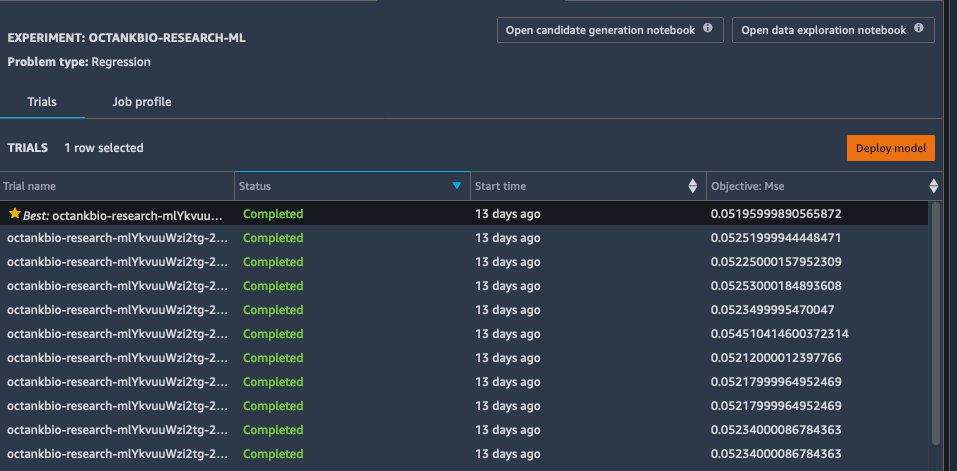 EXPERIMENT: OCTANKBIO-RESEARCH-ML
Open candidate generation notebook
Open data exploration notebook
Problem type: Regression
Trials Job profile
TRIALS 1 row selected
Deploy model
Trial name Status Start time Objective: Mse
Best: octankbio-research-mlYkvuu... Completed 13 days ago 0.05195999890565872
octankbio-research-mlYkvuuWzi2tg-2... Completed 13 days ago 0.05251999944448471
octankbio-research-mlYkvuuWzi2tg-2... Completed 13 days ago 0.05225000157952309
octankbio-research-mlYkvuuWzi2tg-2... Completed 13 days ago 0.05253000184893608
octankbio-research-mlYkvuuWzi2tg-2... Completed 13 days ago 0.0523499995470047
octankbio-research-mlYkvuuWzi2tg-2... Completed 13 days ago 0.054510414600372314
octankbio-research-mlYkvuuWzi2tg-2... Completed 13 days ago 0.05212000012397766
octankbio-research-mlYkvuuWzi2tg-2... Completed 13 days ago 0.05217999964952469
octankbio-research-mlYkvuuWzi2tg-2... Completed 13 days ago 0.05217999964952469
octankbio-research-mlYkvuuWzi2tg-2... Completed 13 days ago 0.05234000086784363
octankbio-research-mlYkvuuWzi2tg-2... Completed 13 days ago 0.05234000086784363